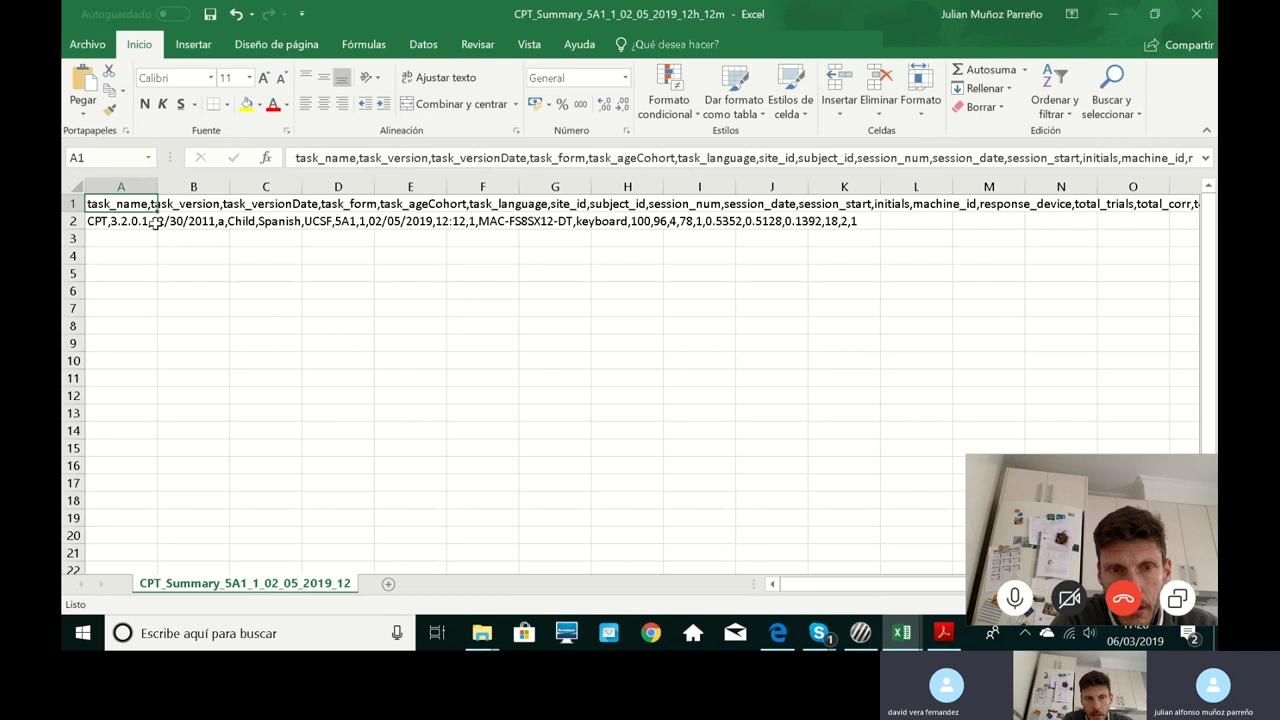 Autoguardado
CPT_Summary_5A1_1_02_05_2019_12h_12m - Excel
Julian Muñoz Parreño
Archivo Inicio Insertar Diseño de página Fórmulas Datos Revisar Vista Ayuda ¿Qué desea hacer? Compartir
Pegar
Calibri 11
N K S
Ajustar texto
Combinar y centrar
General
% 000
Formato condicional
Dar formato como tabla
Estilos de celda
Insertar Eliminar Formato
Autosuma
Rellenar
Borrar
Ordenar y filtrar
Buscar y seleccionar
Portapapeles Fuente Alineación Número Estilos Celdas Edición
A1 fx task_name,task_version,task_versionDate,task_form,task_ageCohort,task_language,site_id,subject_id,session_num,session_date,session_start,initials,machine_id,r
A B C D E F G H I J K L M N O
1 task_name,task_version,task_versionDate,task_form,task_ageCohort,task_language,site_id,subject_id,session_num,session_date,session_start,initials,machine_id,response_device,total_trials,total_corr,t
2 CPT,3.2.0.1, /30/2011,a,Child,Spanish,UCSF,5A1,1,02/05/2019,12:12,1,MAC-FS8SX12-DT,keyboard,100,96,4,78,1,0.5352,0.5128,0.1392,18,2,1
3
4
5
6
7
8
9
10
11
12
13
14
15
16
17
18
19
20
21
22
CPT_Summary_5A1_1_02_05_2019_12
Listo
Escribe aquí para buscar
1
06/03/2019
2
david vera fernandez
julian alfonso muñoz parreño